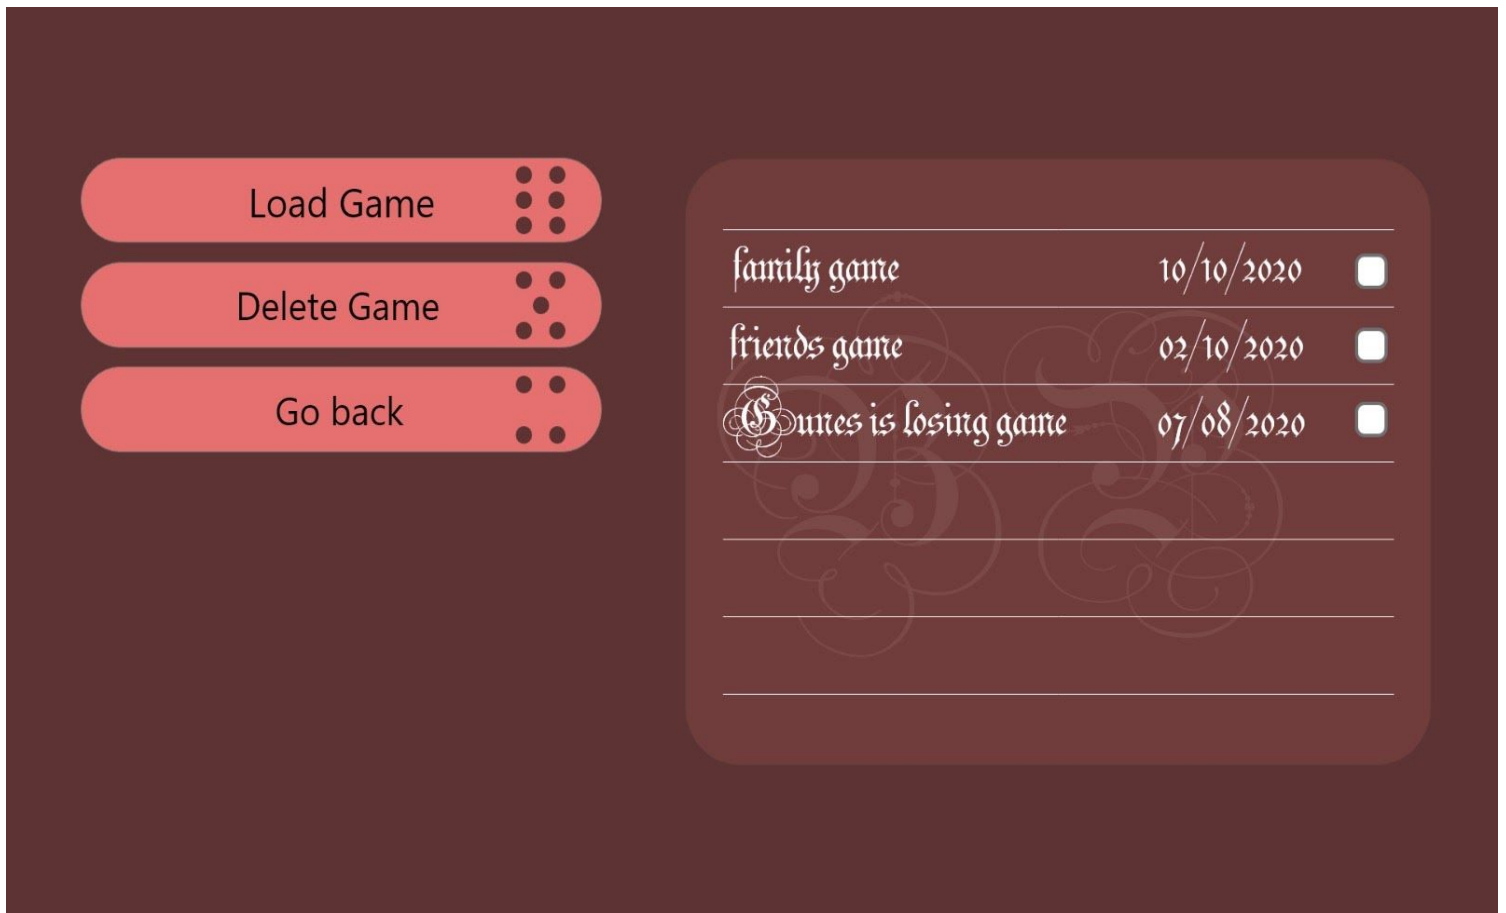 Load Game
Delete Game
Go back
family game 10/10/2020
friends game 02/10/2020
Gunes is losing game 07/08/2020